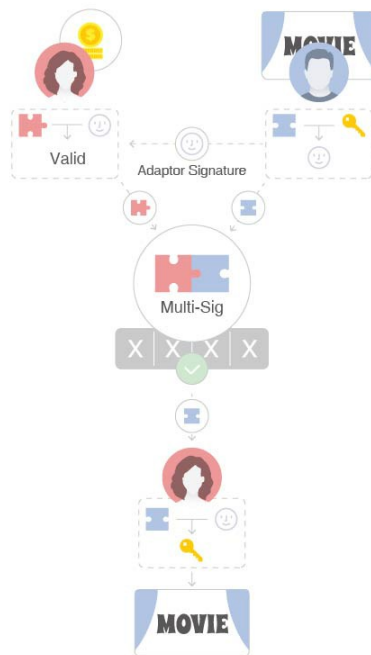 $
MOVIE
Valid
Adaptor Signature
Multi-Sig
X X X X
MOVIE